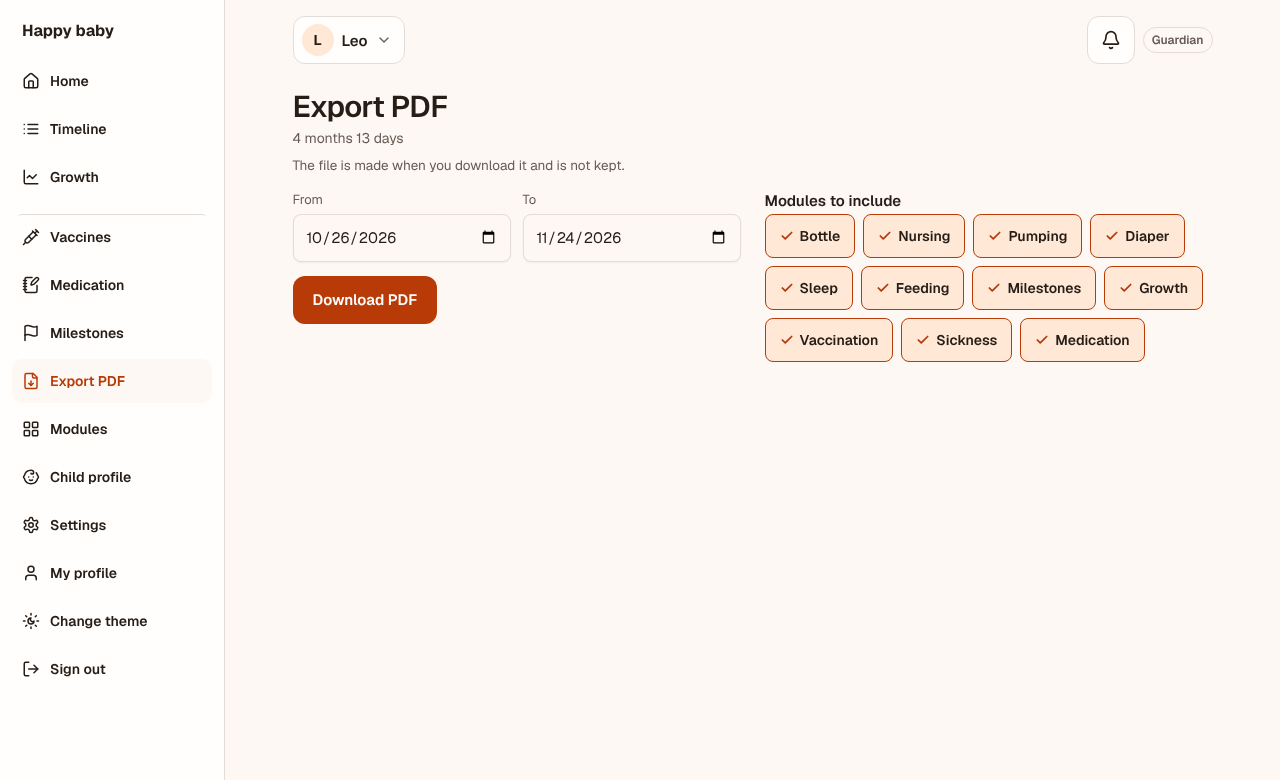 Happy baby
Home
Timeline
Growth
Vaccines
Medication
Milestones
Export PDF
Modules
Child profile
Settings
My profile
Change theme
Sign out
L
Leo
Guardian
Export PDF
4 months 13 days
The file is made when you download it and is not kept.
From
To
10/26/2026
11/24/2026
Download PDF
Modules to include
Bottle
Nursing
Pumping
Diaper
Sleep
Feeding
Milestones
Growth
Vaccination
Sickness
Medication